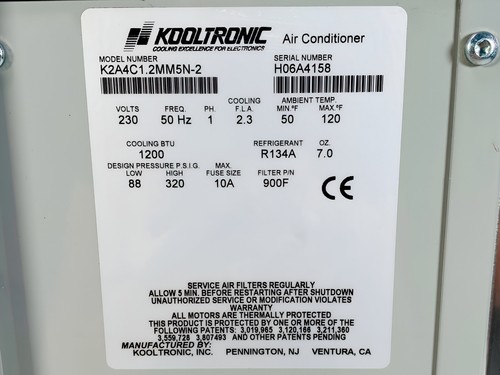 KOOLTRONIC Air Conditioner
COOLING EXCELLENCE FOR ELECTRONICS
MODEL NUMBER SERIAL NUMBER
K2A4C1.2MM5N-2 H06A4158
COOLING AMBIENT TEMP.
VOLTS FREQ. PH. F.L.A. MIN.°F MAX.°F
230 50 Hz 1 2.3 50 120
COOLING BTU REFRIGERANT OZ.
1200 R134A 7.0
DESIGN PRESSURE P.S.I.G. MAX.
LOW HIGH FUSE SIZE FILTER P/N
88 320 10A 900F
CE
SERVICE AIR FILTERS REGULARLY
ALLOW 5 MIN. BEFORE RESTARTING AFTER SHUTDOWN
UNAUTHORIZED SERVICE OR MODIFICATION VIOLATES
WARRANTY
ALL MOTORS ARE THERMALLY PROTECTED
THIS PRODUCT IS PROTECTED BY ONE OR MORE OF THE
FOLLOWING PATENTS: 3,019,965 3,120,166 3,211,360
3,559,728 3,807493 AND OTHER PATENTS PENDING
MANUFACTURED BY:
KOOLTRONIC, INC. PENNINGTON, NJ VENTURA, CA